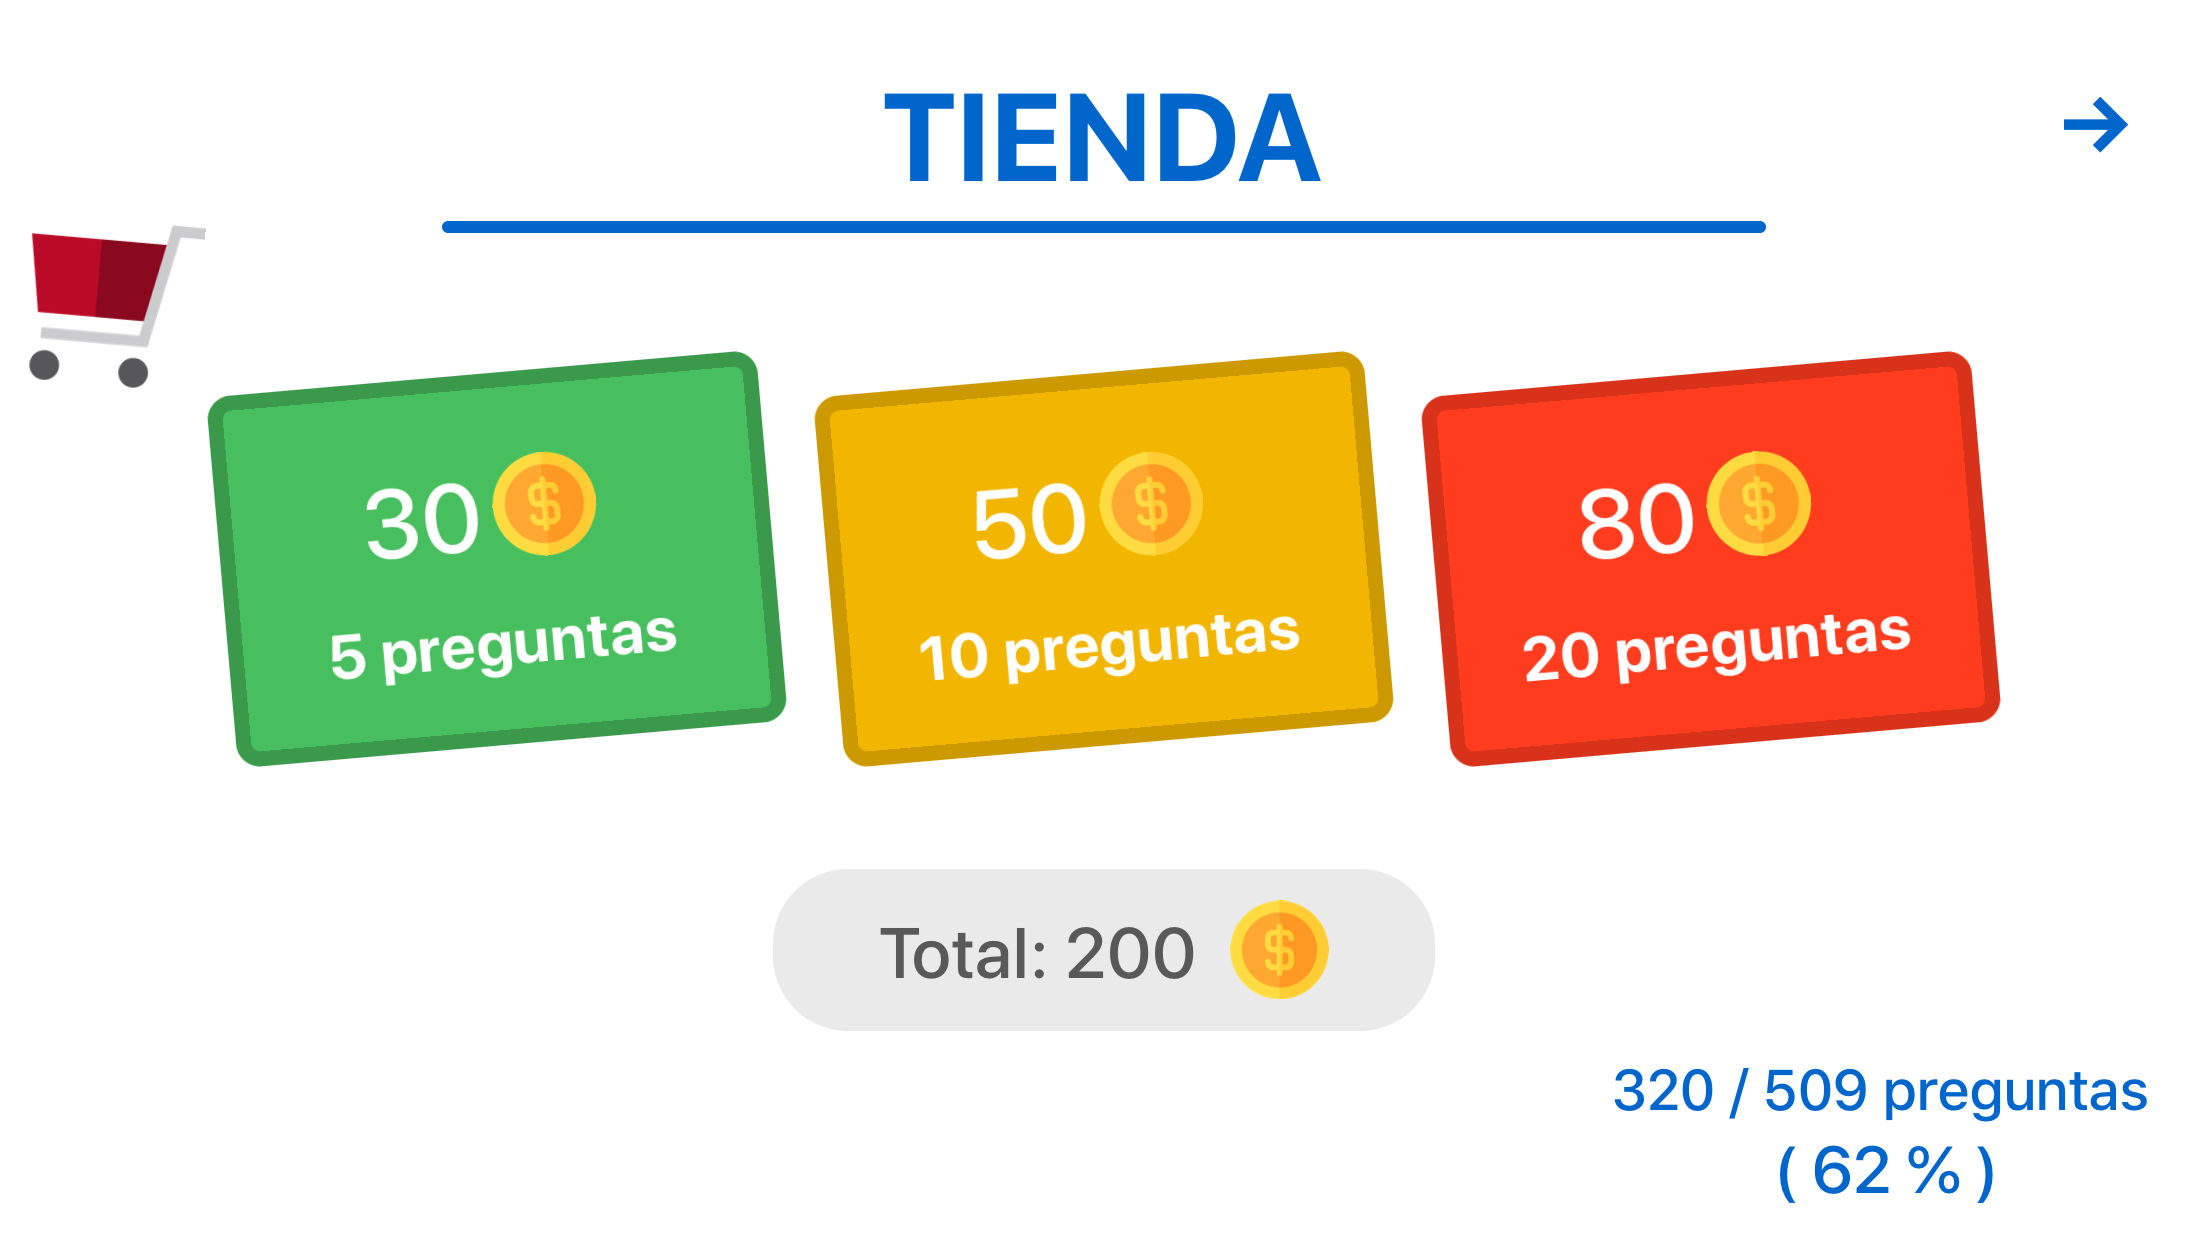 TIENDA
30 $
5 preguntas
50 $
10 preguntas
80 $
20 preguntas
Total: 200 $
320 / 509 preguntas
( 62 % )